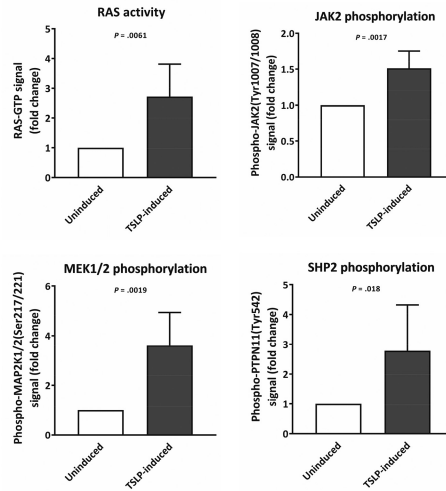 RAS activity
P = .0061
RAS-GTP signal
(fold change)
5
4
3
2
1
0
Uninduced
TSLP-induced
JAK2 phosphorylation
P = .0017
Phospho-JAK2(Tyr1007/1008)
signal (fold change)
2.0
1.5
1.0
0.5
0.0
Uninduced
TSLP-induced
MEK1/2 phosphorylation
P = .0019
Phospho-MAP2K1/2(Ser217/221)
signal (fold change)
6
4
2
0
Uninduced
TSLP-induced
SHP2 phosphorylation
P = .018
Phospho-PTPN11(Tyr542)
signal (fold change)
5
4
3
2
1
0
Uninduced
TSLP-induced